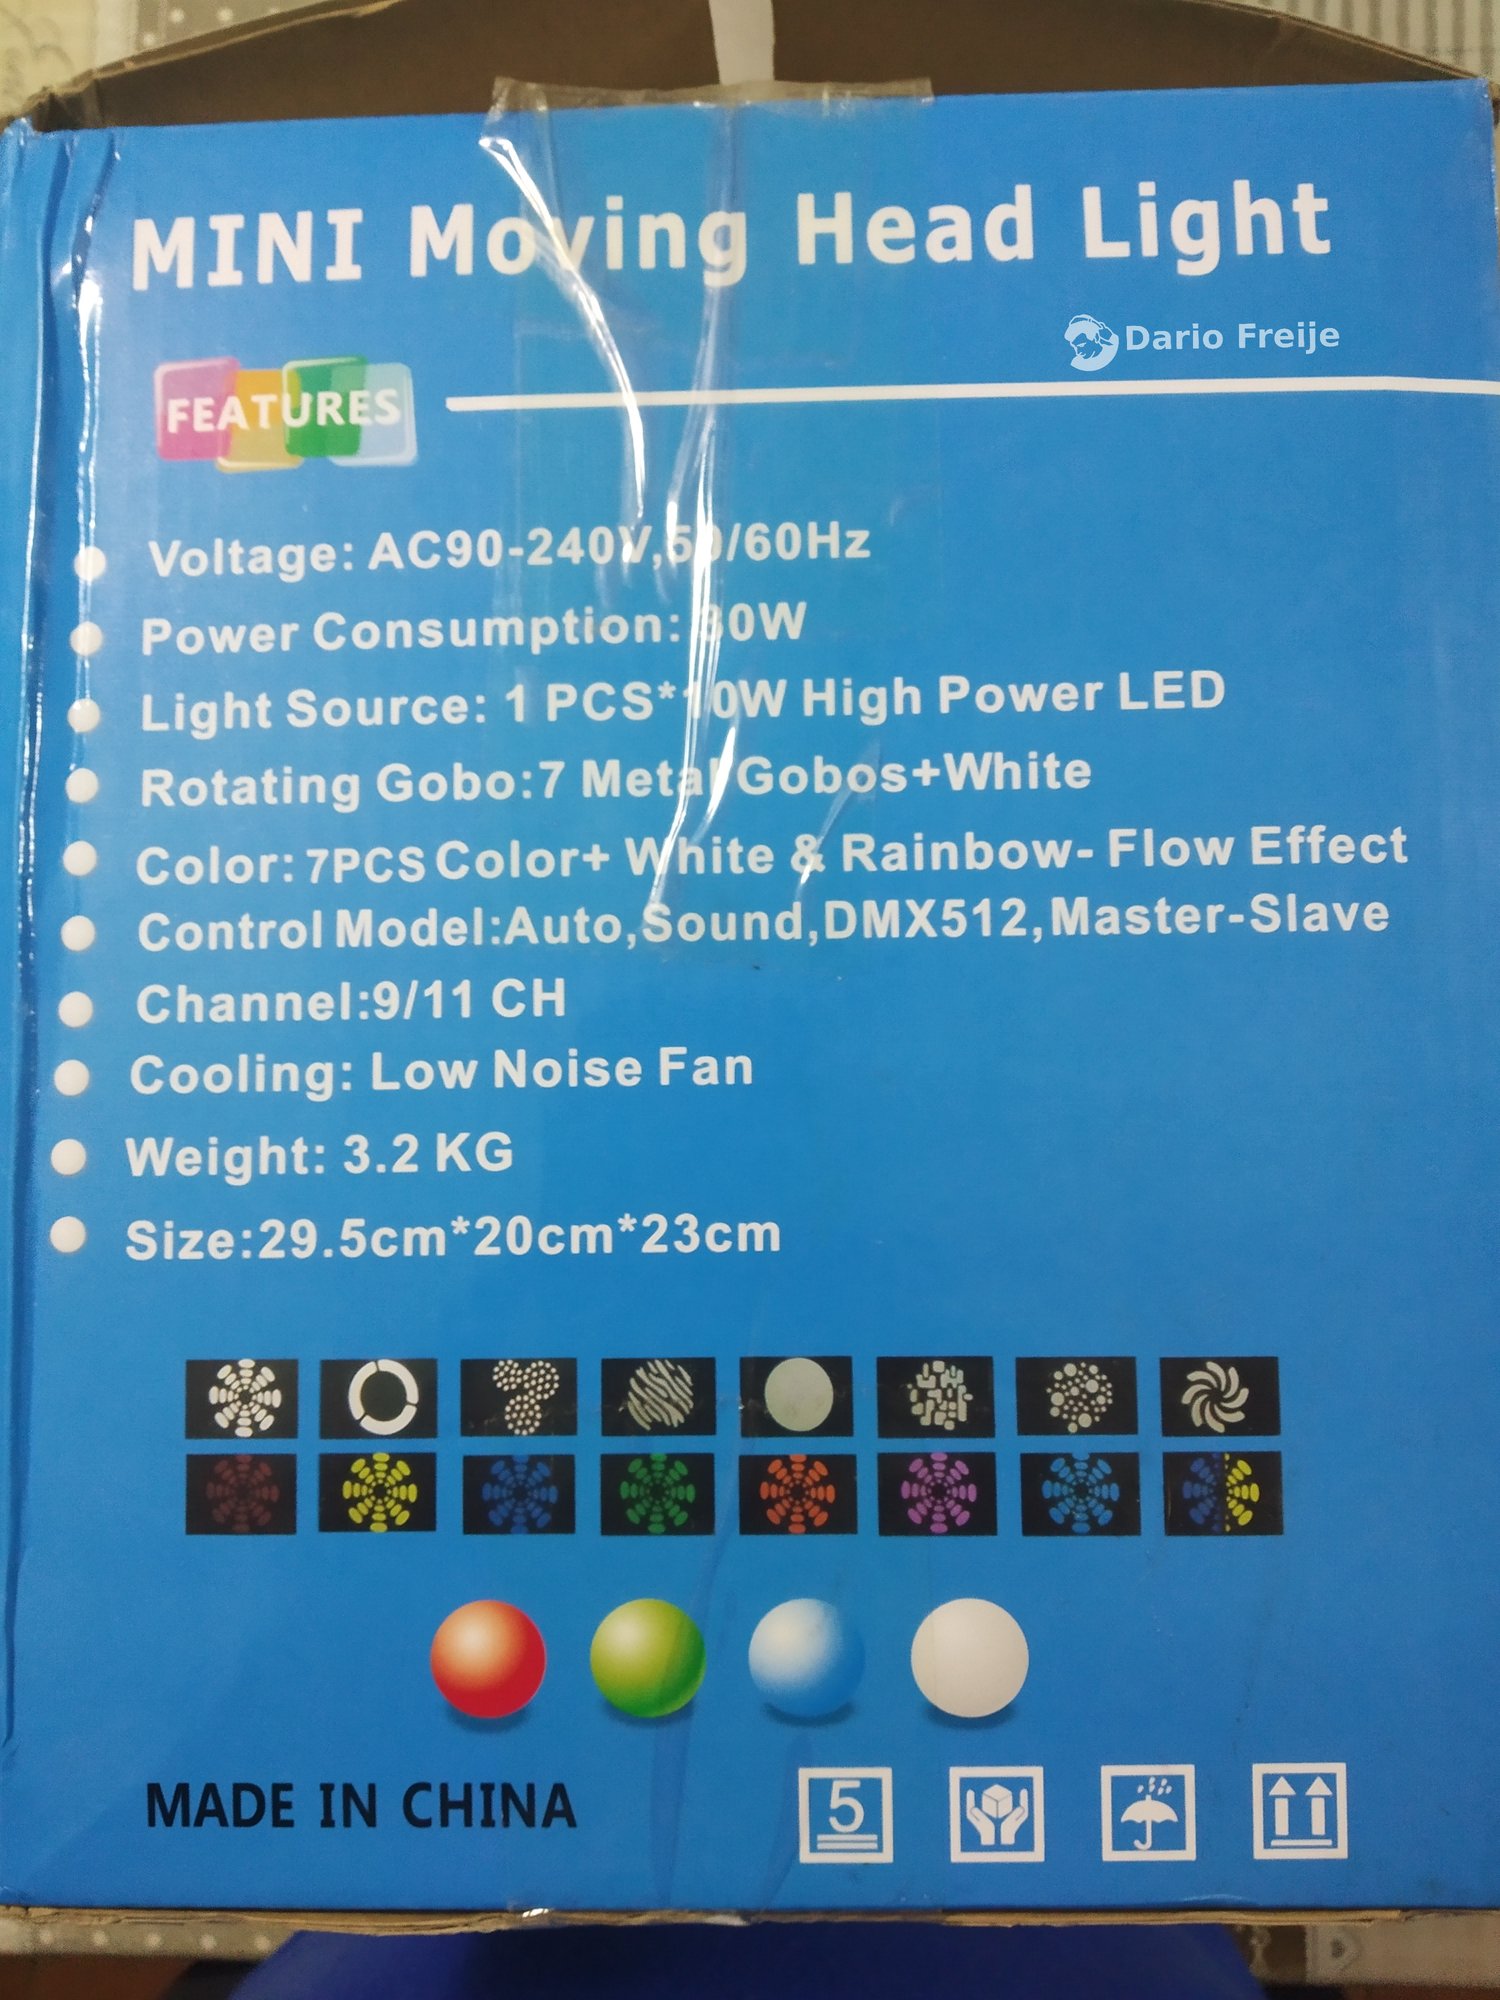 MINI Moving Head Light
Dario Freije
FEATURES
Voltage: AC90-240V,50/60Hz
Power Consumption:
Light Source: 1 PCS*10W High Power LED
Rotating Gobo:7 Metal Gobos+White
Color: 7PCS Color+ White & Rainbow- Flow Effect
Control Model:Auto,Sound,DMX512,Master-Slave
Channel:9/11 CH
Cooling: Low Noise Fan
Weight: 3.2 KG
Size:29.5cm*20cm*23cm
MADE IN CHINA
5